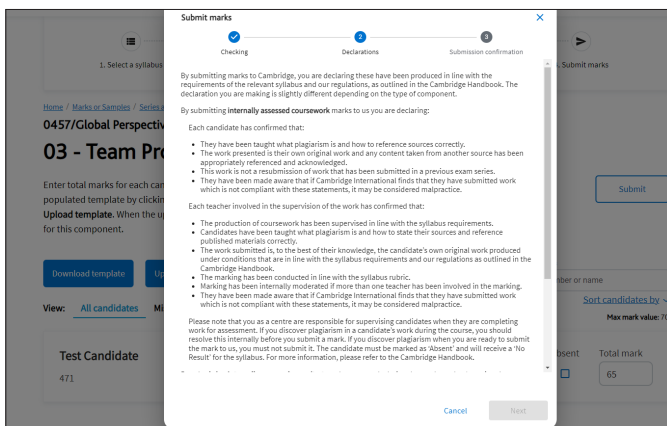 Submit marks
Checking
2
Declarations
3
Submission confirmation
1. Select a syllabus
Submit marks
By submitting marks to Cambridge, you are declaring these have been produced in line with the
requirements of the relevant syllabus and our regulations, as outlined in the Cambridge Handbook. The
declaration you are making is slightly different depending on the type of component.
Home / Marks or Samples / Series
By submitting internally assessed coursework marks to us you are declaring:
0457/Global Perspectiv
Each candidate has confirmed that:
03 - Team Pro
They have been taught what plagiarism is and how to reference sources correctly.
The work presented is their own original work and any content taken from another source has been
appropriately referenced and acknowledged.
This work is not a resubmission of work that has been submitted in a previous exam series.
They have been made aware that if Cambridge International finds that they have submitted work
which is not compliant with these statements, it may be considered malpractice.
Enter total marks for each can
populated template by clickin
Upload template. When the up
for this component.
Submit
Each teacher involved in the supervision of the work has confirmed that:
The production of coursework has been supervised in line with the syllabus requirements.
Candidates have been taught what plagiarism is and how to state their sources and reference
published materials correctly.
The work submitted is, to the best of their knowledge, the candidate's own original work produced
under conditions that are in line with the syllabus requirements and our regulations as outlined in the
Cambridge Handbook.
The marking has been conducted in line with the syllabus rubric.
Marking has been internally moderated if more than one teacher has been involved in the marking.
They have been made aware that if Cambridge International finds that they have submitted work
which is not compliant with these statements, it may be considered malpractice.
Download template
Up
mber or name
View: All candidates Mi
Sort candidates by
Max mark value: 70
Please note that you as a centre are responsible for supervising candidates when they are completing
work for assessment. If you discover plagiarism in a candidate's work during the course, you should
resolve this internally before you submit a mark. If you discover plagiarism when you are ready to submit
the mark to us, you must not submit it. The candidate must be marked as 'Absent' and will receive a 'No
Result' for the syllabus. For more information, please refer to the Cambridge Handbook.
Test Candidate
471
bsent
Total mark
65
Cancel
Next